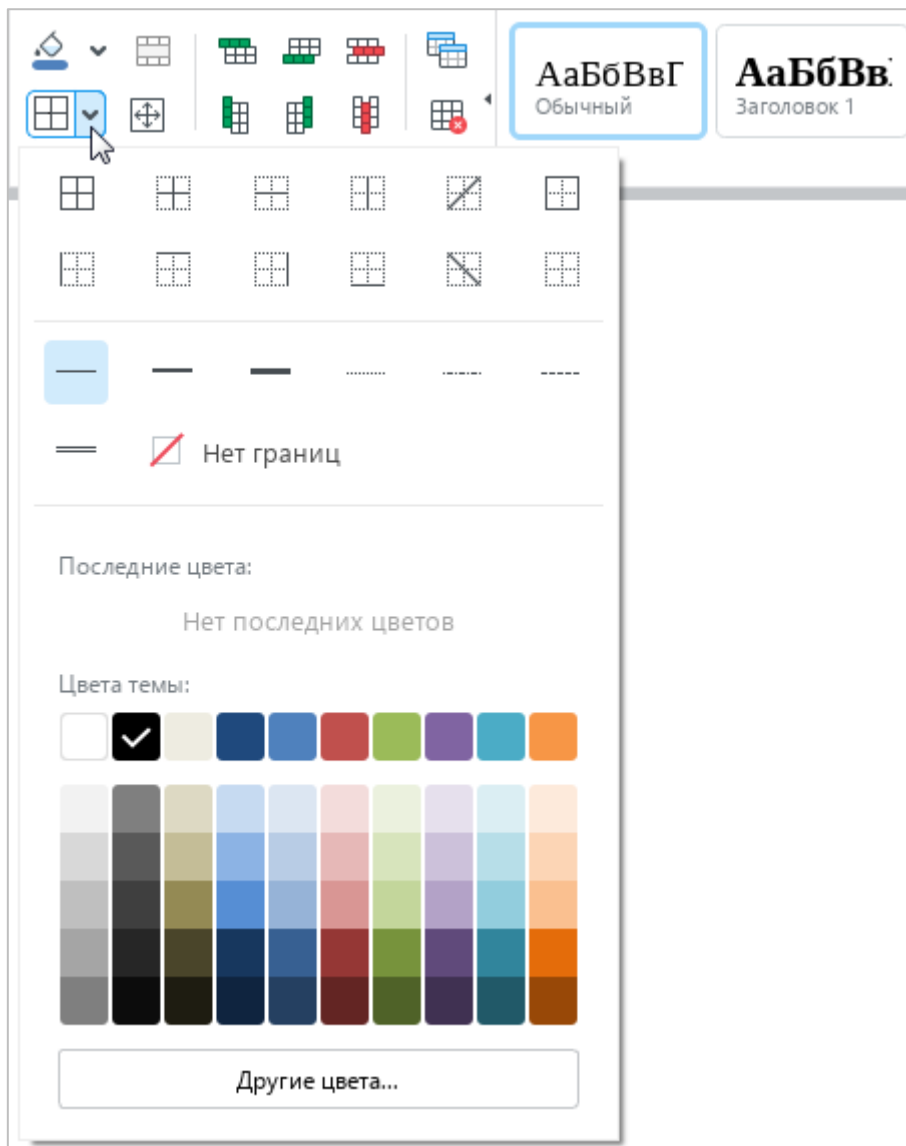 АаБбВвГ
Обычный
АаБбВв
Заголовок 1
Нет границ
Последние цвета:
Нет последних цветов
Цвета темы:
Другие цвета...